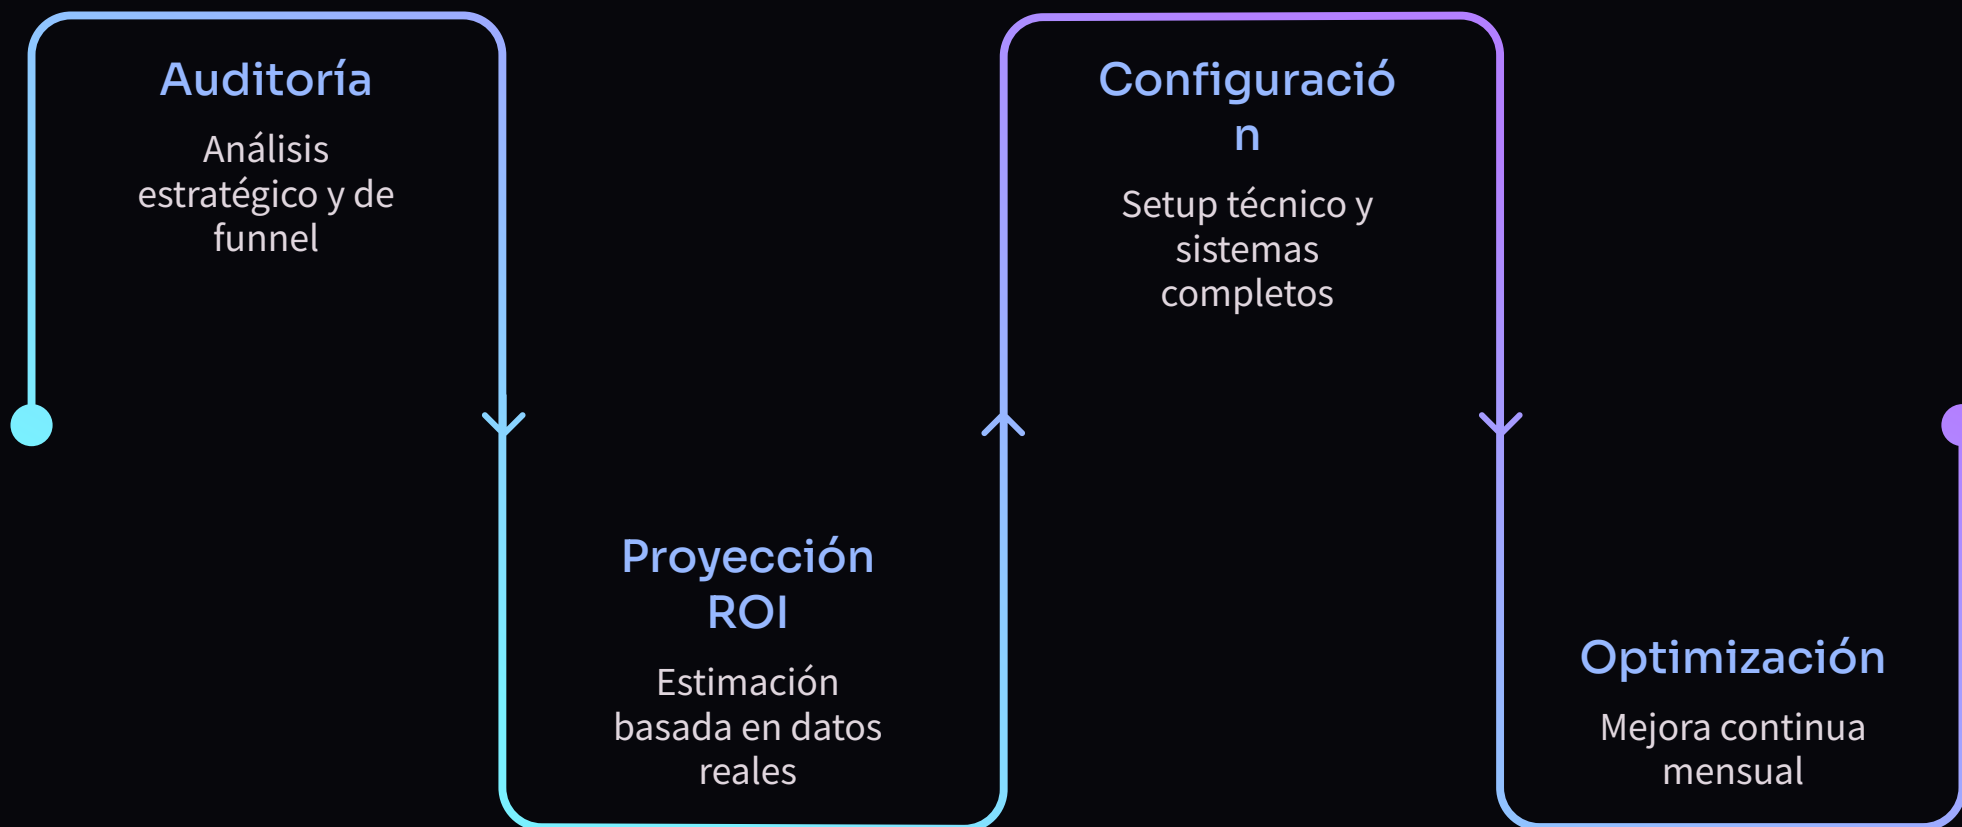 Auditoría
Análisis
estratégico y de
funnel
Proyección
ROI
Estimación
basada en datos
reales
Configuració
n
Setup técnico y
sistemas
completos
Optimización
Mejora continua
mensual